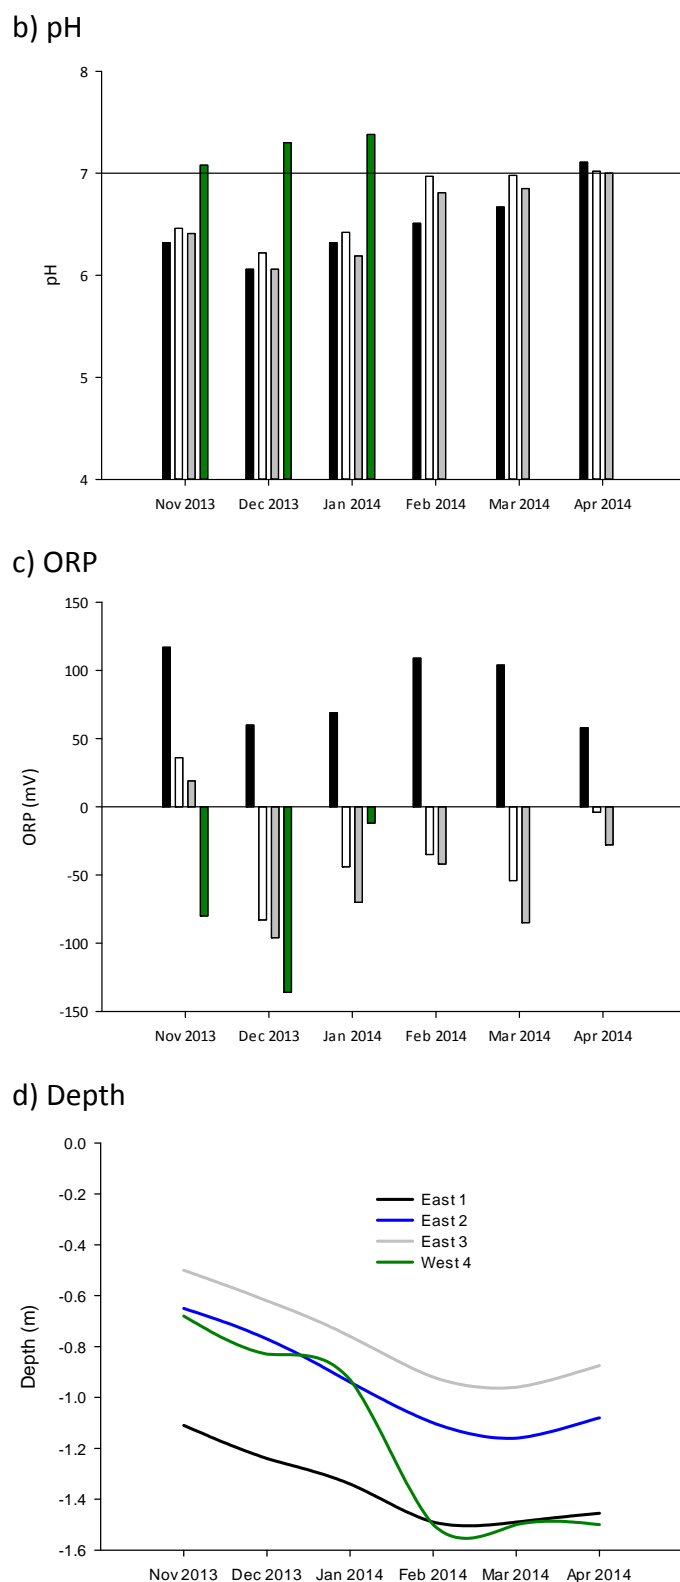 b) pH
8
7
6
5
4
pH
Nov 2013 Dec 2013 Jan 2014 Feb 2014 Mar 2014 Apr 2014
c) ORP
150
100
50
0
-50
-100
-150
ORP (mV)
Nov 2013 Dec 2013 Jan 2014 Feb 2014 Mar 2014 Apr 2014
d) Depth
0.0
-0.2
-0.4
-0.6
-0.8
-1.0
-1.2
-1.4
-1.6
Depth (m)
East 1
East 2
East 3
West 4
Nov 2013 Dec 2013 Jan 2014 Feb 2014 Mar 2014 Apr 2014